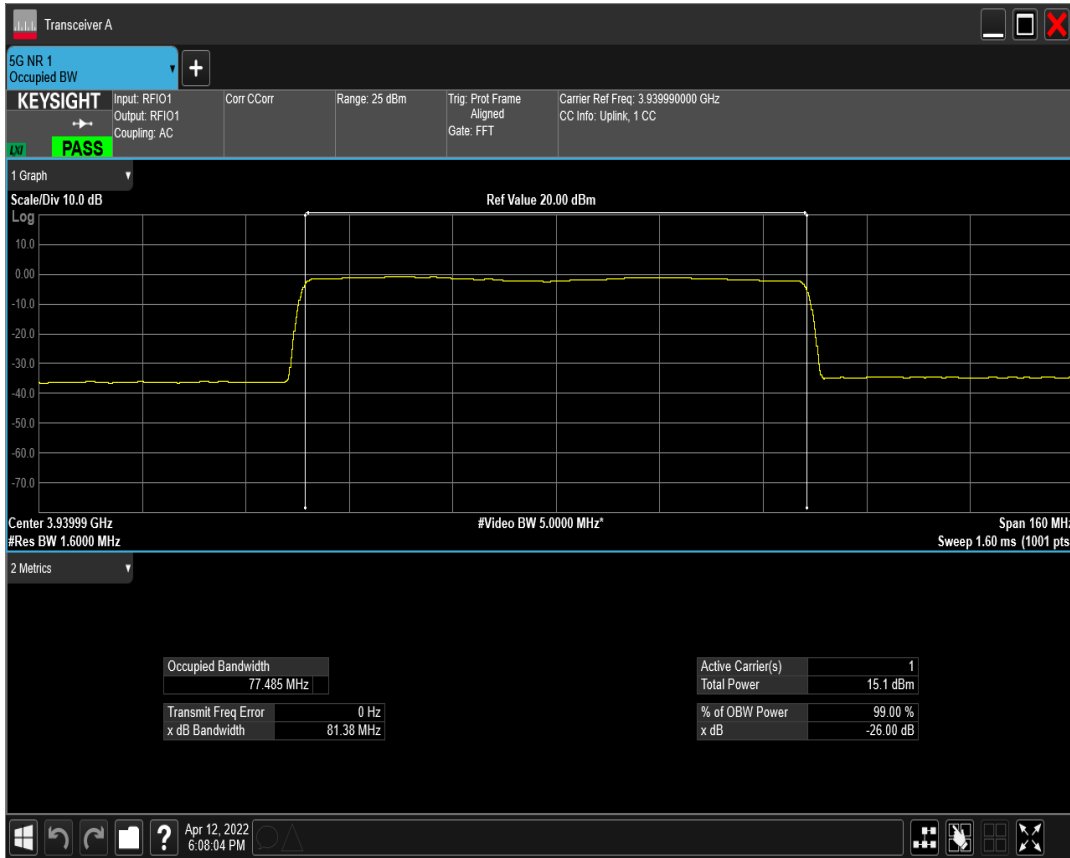 Transceiver A
5G NR 1
Occupied BW
+
KEYSIGHT
LXI
PASS
Input: RFIO1
Output: RFIO1
Coupling: AC
Corr CCorr
Range: 25 dBm
Trig: Prot Frame
Aligned
Gate: FFT
Carrier Ref Freq: 3.939990000 GHz
CC Info: Uplink, 1 CC
1 Graph
Scale/Div 10.0 dB
Ref Value 20.00 dBm
Log
10.0
0.00
-10.0
-20.0
-30.0
-40.0
-50.0
-60.0
-70.0
Center 3.93999 GHz
#Video BW 5.0000 MHz*
Span 160 MHz
#Res BW 1.6000 MHz
Sweep 1.60 ms (1001 pts
2 Metrics
Occupied Bandwidth
77.485 MHz
Transmit Freq Error 0 Hz
x dB Bandwidth 81.38 MHz
Active Carrier(s) 1
Total Power 15.1 dBm
% of OBW Power 99.00 %
x dB -26.00 dB
?
Apr 12, 2022
6:08:04 PM